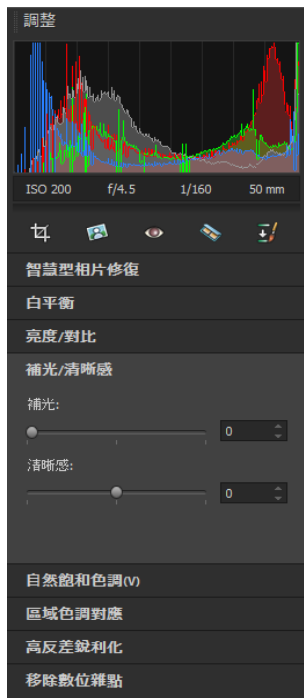 調整
ISO 200 f/4.5 1/160 50 mm
智慧型相片修復
白平衡
亮度/對比
補光/清晰感
補光:
0
清晰感:
0
自然飽和色調(V)
區域色調對應
高反差銳利化
移除數位雜點